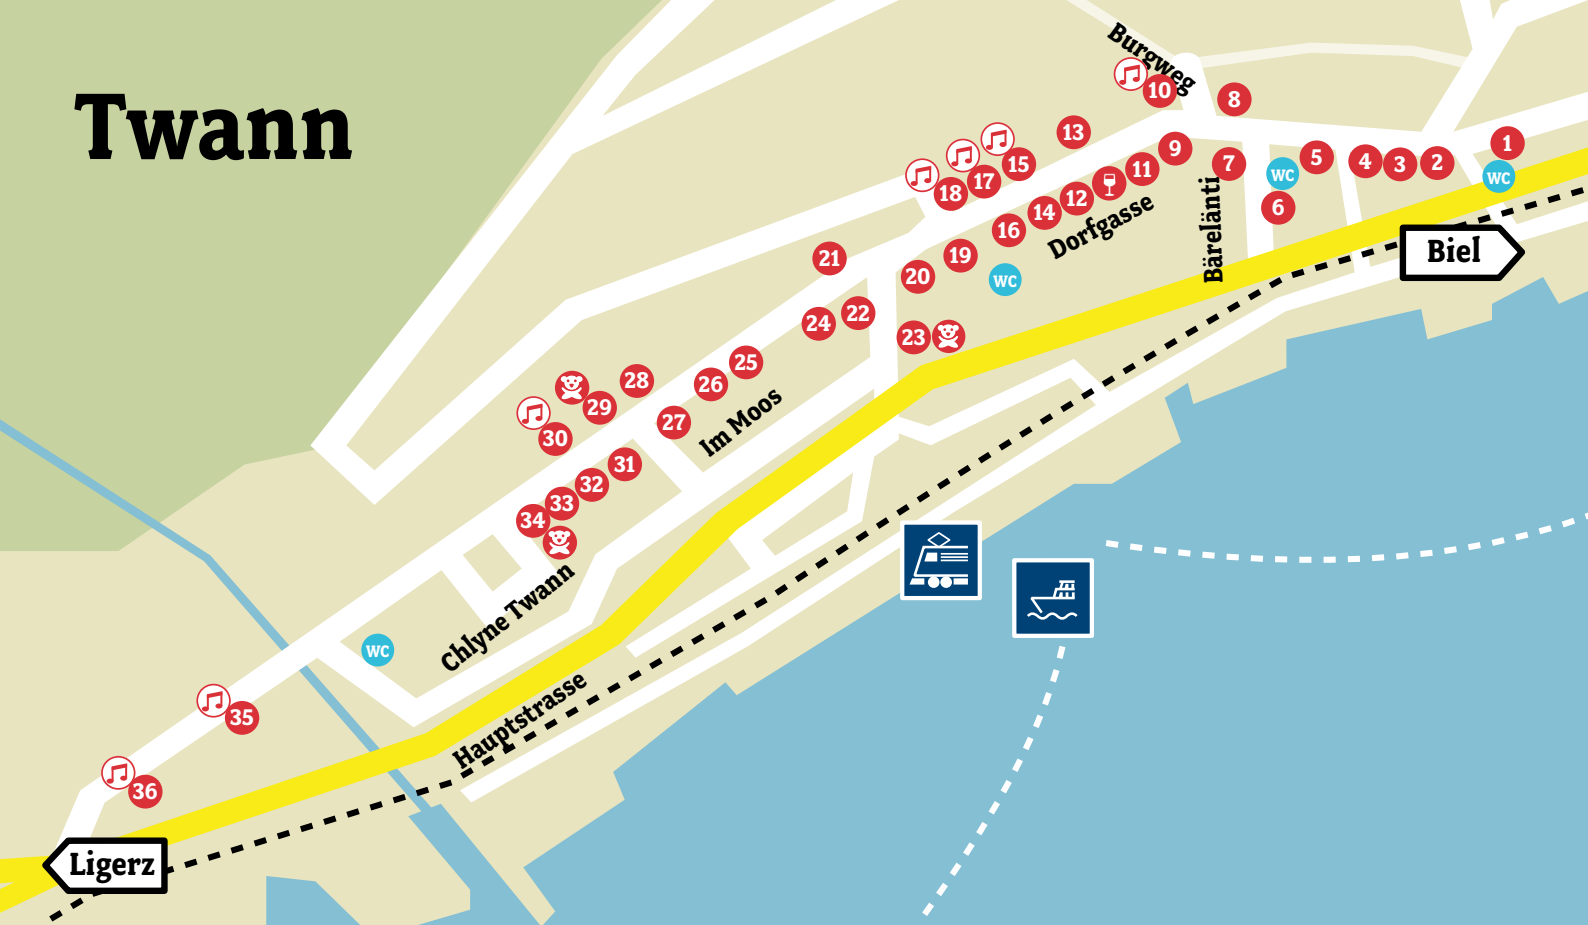 Twann
Burgweg
10
8
13
1
9
5
4
3
2
15
7
11
WC
WC
18
17
12
6
14
16
Dorfgasse
Bärelänti
21
19
20
WC
Biel
22
24
23
25
28
26
29
27
Im Moos
30
31
32
33
34
Chlyne Twann
WC
Hauptstrasse
35
36
Ligerz